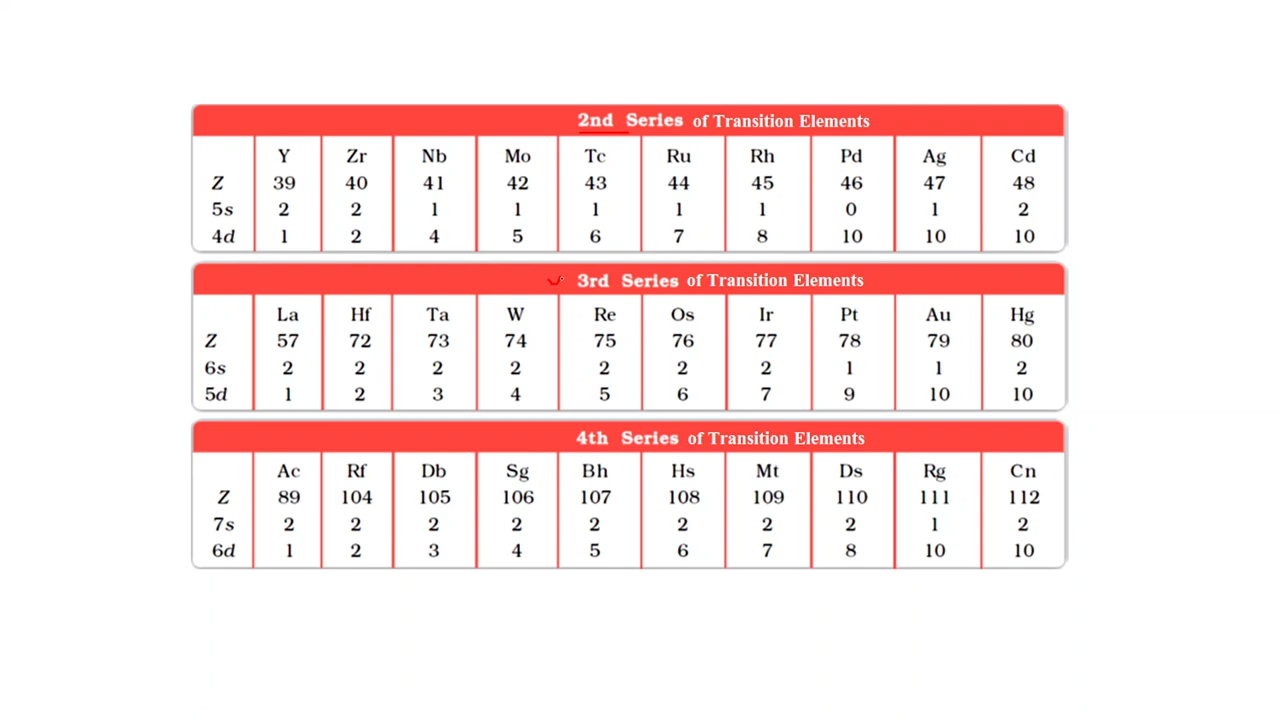 2nd Series of Transition Elements
Y Zr Nb Mo Tc Ru Rh Pd Ag Cd
Z 39 40 41 42 43 44 45 46 47 48
5s 2 2 1 1 1 1 1 0 1 2
4d 1 2 4 5 6 7 8 10 10 10
3rd Series of Transition Elements
La Hf Ta W Re Os Ir Pt Au Hg
Z 57 72 73 74 75 76 77 78 79 80
6s 2 2 2 2 2 2 2 1 1 2
5d 1 2 3 4 5 6 7 9 10 10
4th Series of Transition Elements
Ac Rf Db Sg Bh Hs Mt Ds Rg Cn
Z 89 104 105 106 107 108 109 110 111 112
7s 2 2 2 2 2 2 2 2 1 2
6d 1 2 3 4 5 6 7 8 10 10